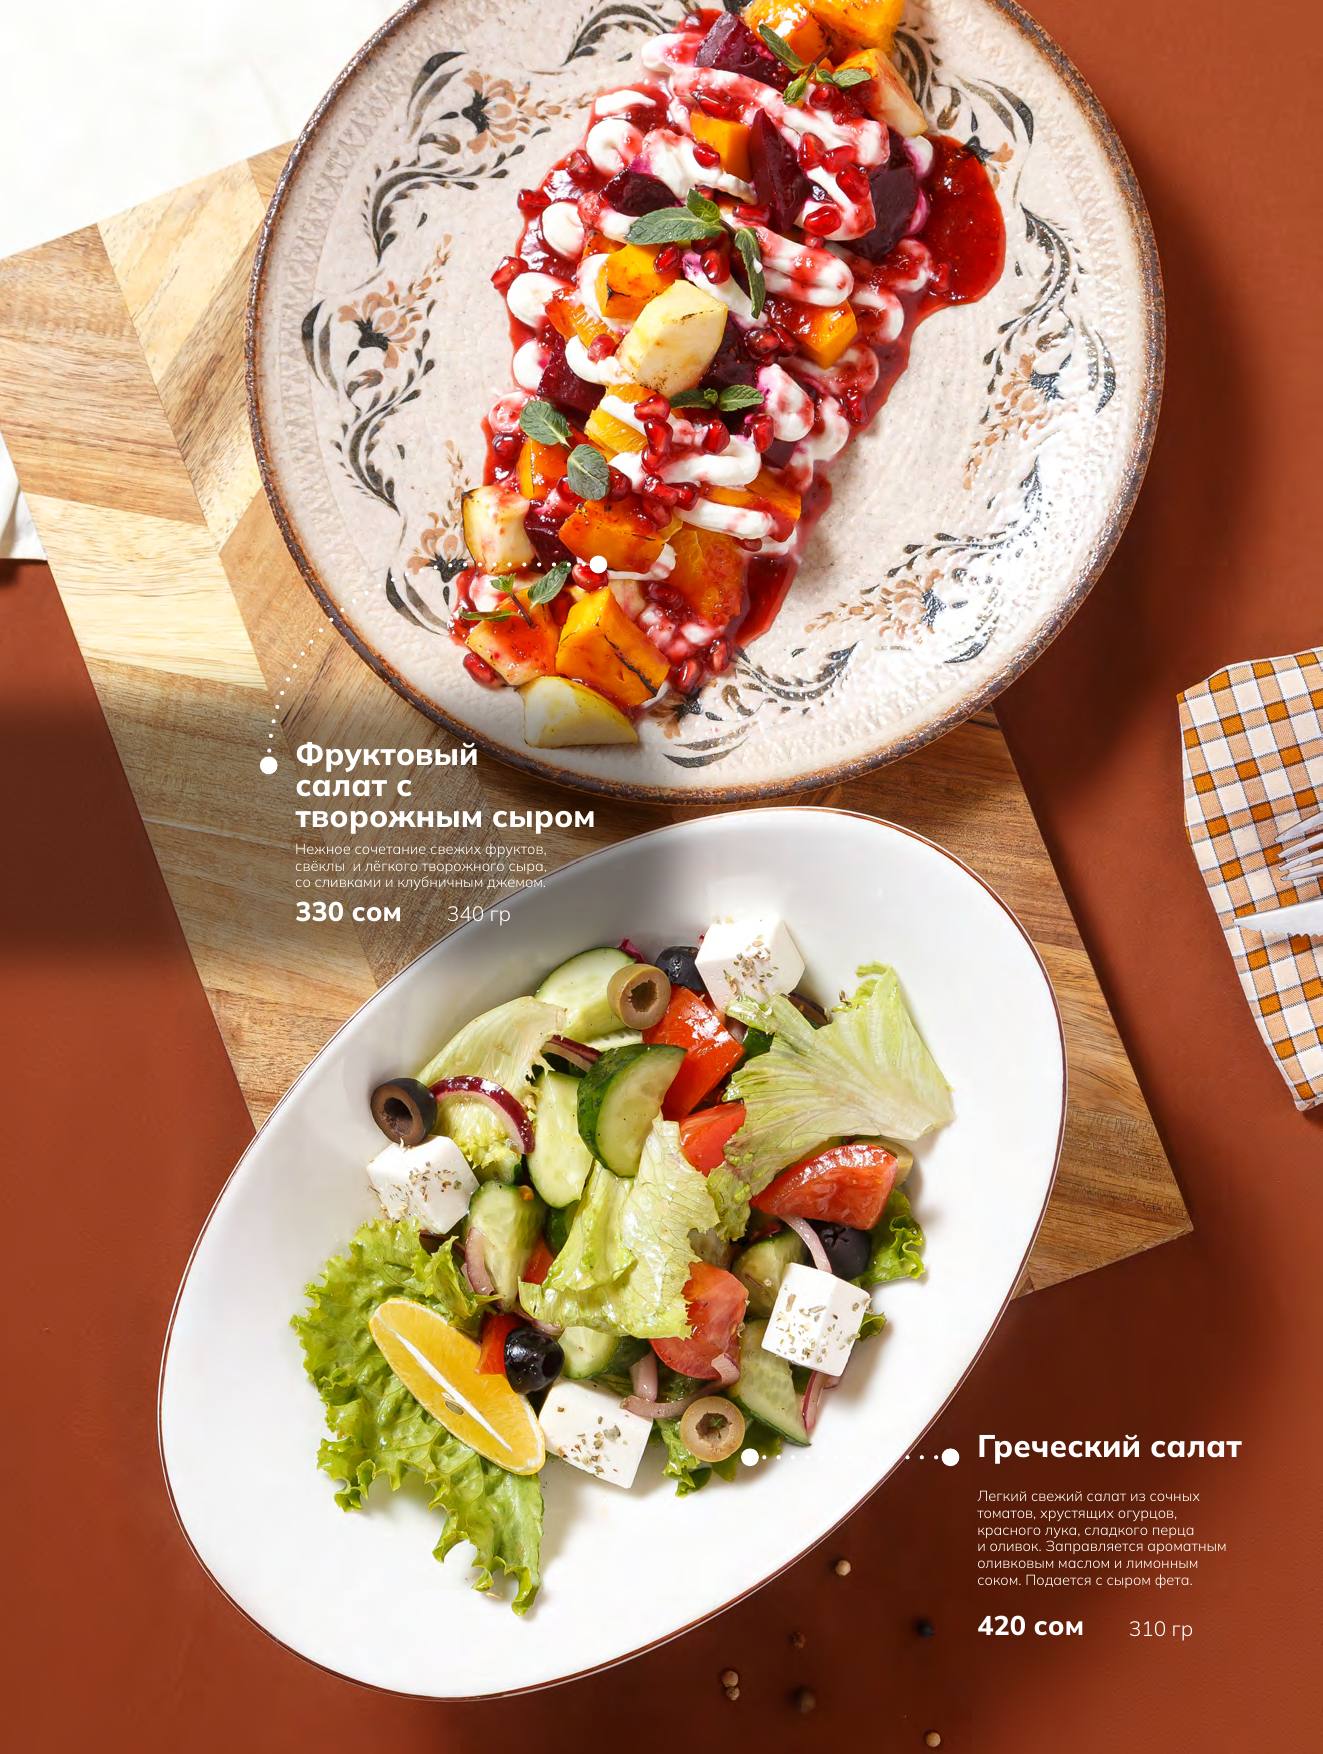 Фруктовый
салат с
творожным сыром
Нежное сочетание свежих фруктов,
свёклы и лёгкого творожного сыра,
со сливками и клубничным джемом.
330 сом 340 гр
Греческий салат
Легкий свежий салат из сочных
томатов, хрустящих огурцов,
красного лука, сладкого перца
и оливок. Заправляется ароматным
оливковым маслом и лимонным
соком. Подается с сыром фета.
420 сом 310 гр